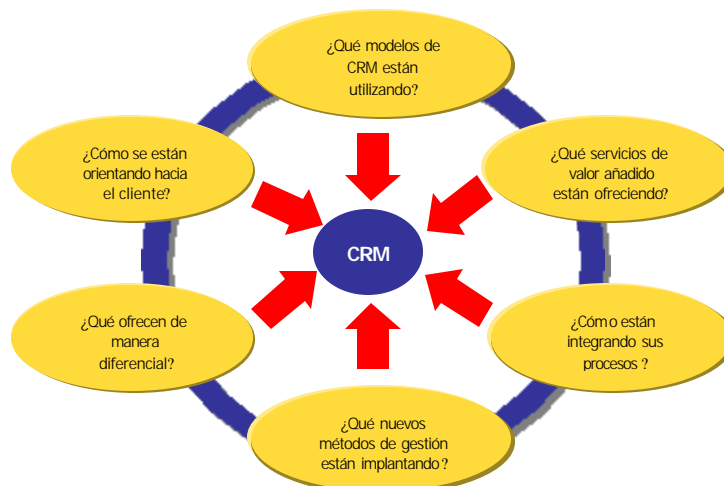 ¿Qué modelos de
CRM están
utilizando?
¿Cómo se están
orientando hacia
el cliente?
¿Qué servicios de
valor añadido
están ofreciendo?
CRM
¿Qué ofrecen de
manera
diferencial?
¿Cómo están
integrando sus
procesos ?
¿Qué nuevos
métodos de gestión
están implantando?